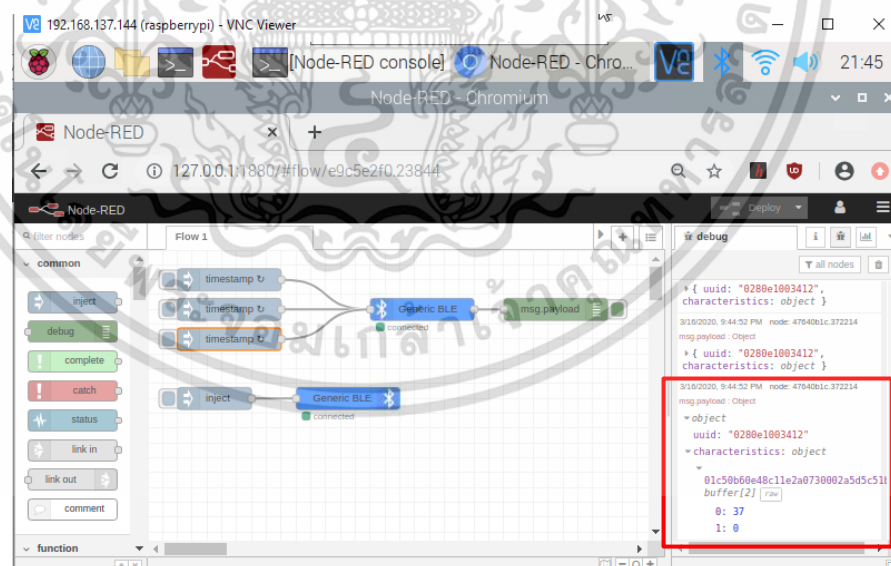 192.168.137.144 (raspberrypi) - VNC Viewer
[Node-RED console] Node-RED - Chro... 21:45
Node-RED - Chromium
Node-RED
127.0.0.1:1880/#flow/e9c5e2f0.23844
Node-RED
Deploy
filter nodes
Flow 1
debug
i
all nodes
common
inject
debug
complete
catch
status
link in
link out
comment
function
timestamp ↻
timestamp ↻
timestamp ↻
Generic BLE
connected
msg.payload
inject
Generic BLE
connected
{ uuid: "0280e1003412",
characteristics: object }
3/16/2020, 9:44:52 PM node: 47640b1c.372214
msg.payload : Object
{ uuid: "0280e1003412",
characteristics: object }
3/16/2020, 9:44:52 PM node: 47640b1c.372214
msg.payload : Object
object
uuid: "0280e1003412"
characteristics: object
01c50b60e48c11e2a0730002a5d5c51b
buffer[2] raw
0: 37
1: 0